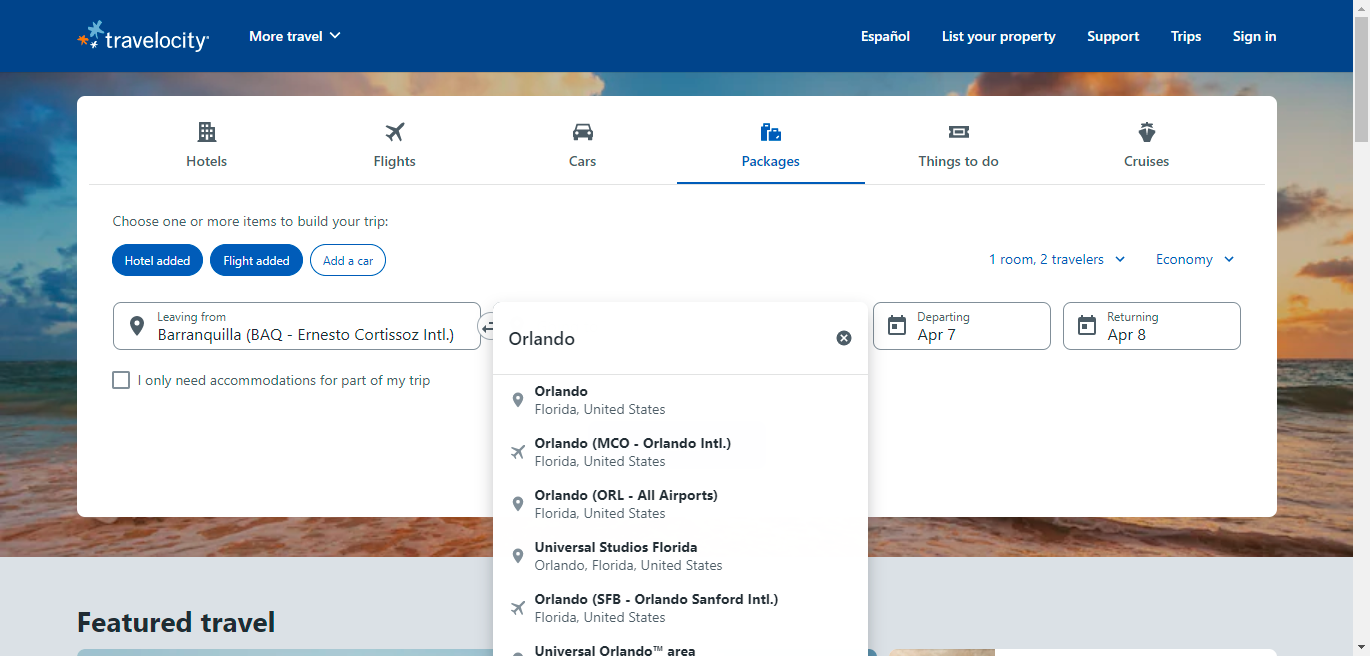 travelocity
More travel
Español
List your property
Support
Trips
Sign in
Hotels
Flights
Cars
Packages
Things to do
Cruises
Choose one or more items to build your trip:
Hotel added
Flight added
Add a car
1 room, 2 travelers
Economy
Leaving from
Barranquilla (BAQ - Ernesto Cortissoz Intl.)
Orlando
Departing
Apr 7
Returning
Apr 8
I only need accommodations for part of my trip
Orlando
Florida, United States
Orlando (MCO - Orlando Intl.)
Florida, United States
Orlando (ORL - All Airports)
Florida, United States
Universal Studios Florida
Orlando, Florida, United States
Orlando (SFB - Orlando Sanford Intl.)
Florida, United States
Universal Orlando™ area
Featured travel